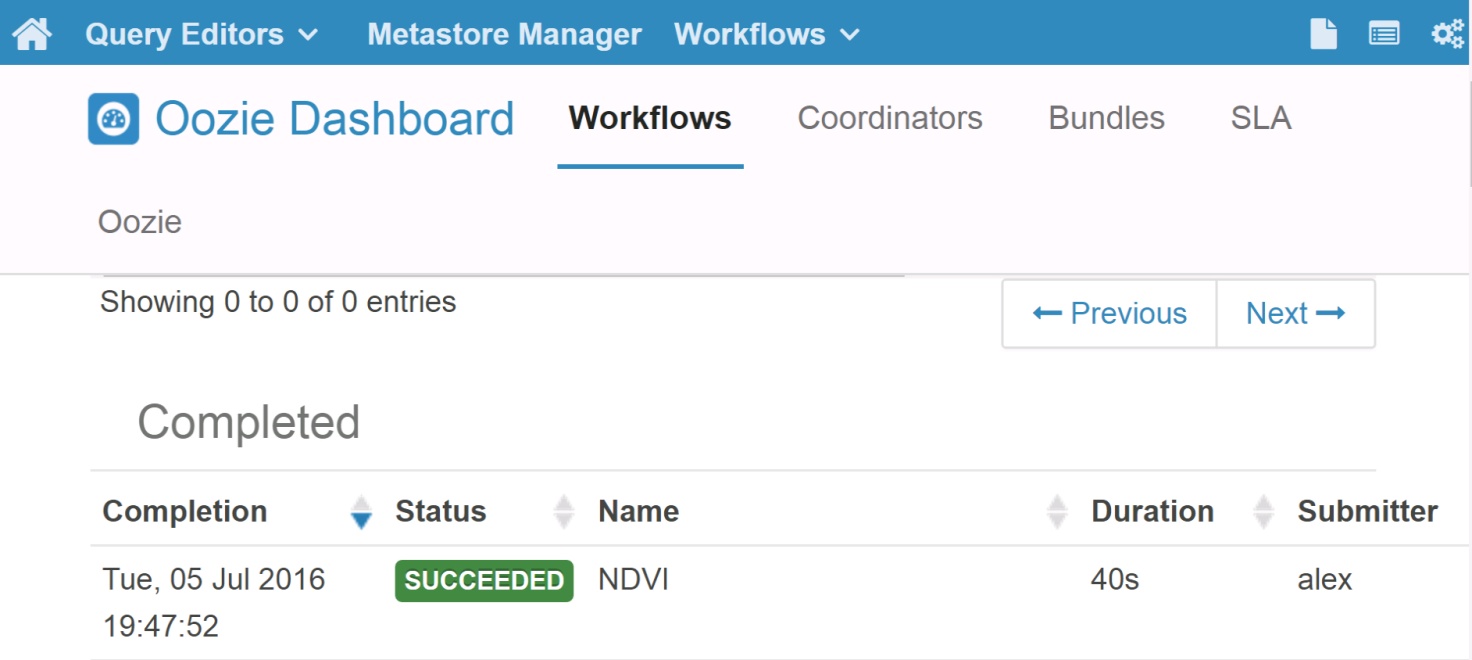 Query Editors Metastore Manager Workflows
Oozie Dashboard Workflows Coordinators Bundles SLA
Oozie
Showing 0 to 0 of 0 entries
Previous Next
Completed
Completion Status Name Duration Submitter
Tue, 05 Jul 2016 SUCCEEDED NDVI 40s alex
19:47:52